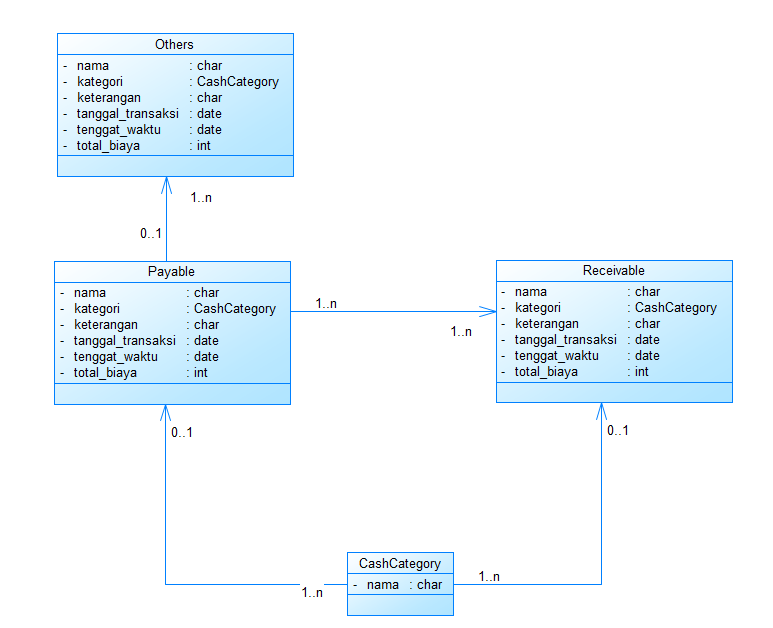 Others
- nama : char
- kategori : CashCategory
- keterangan : char
- tanggal_transaksi : date
- tenggat_waktu : date
- total_biaya : int
1..n
0..1
Payable
- nama : char
- kategori : CashCategory
- keterangan : char
- tanggal_transaksi : date
- tenggat_waktu : date
- total_biaya : int
1..n
1..n
Receivable
- nama : char
- kategori : CashCategory
- keterangan : char
- tanggal_transaksi : date
- tenggat_waktu : date
- total_biaya : int
0..1
0..1
CashCategory
- nama : char
1..n
1..n